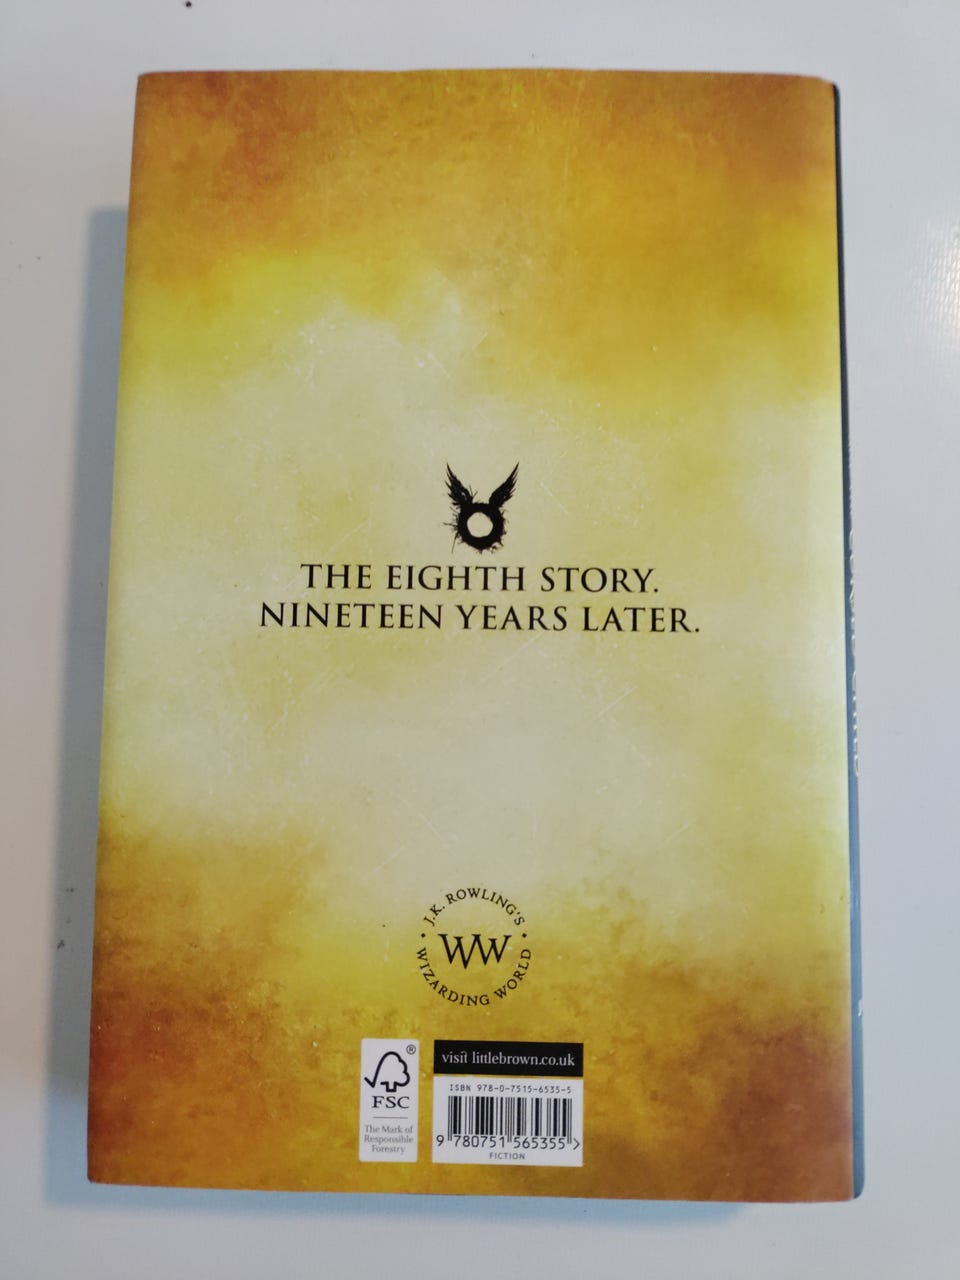 THE EIGHTH STORY.
NINETEEN YEARS LATER.
J.K. ROWLING'S
WW
WIZARDING WORLD
®
FSC
The Mark of
Responsible
Forestry
visit littlebrown.co.uk
ISBN 978-0-7515-6535-5
9 780751 565355 >
FICTION